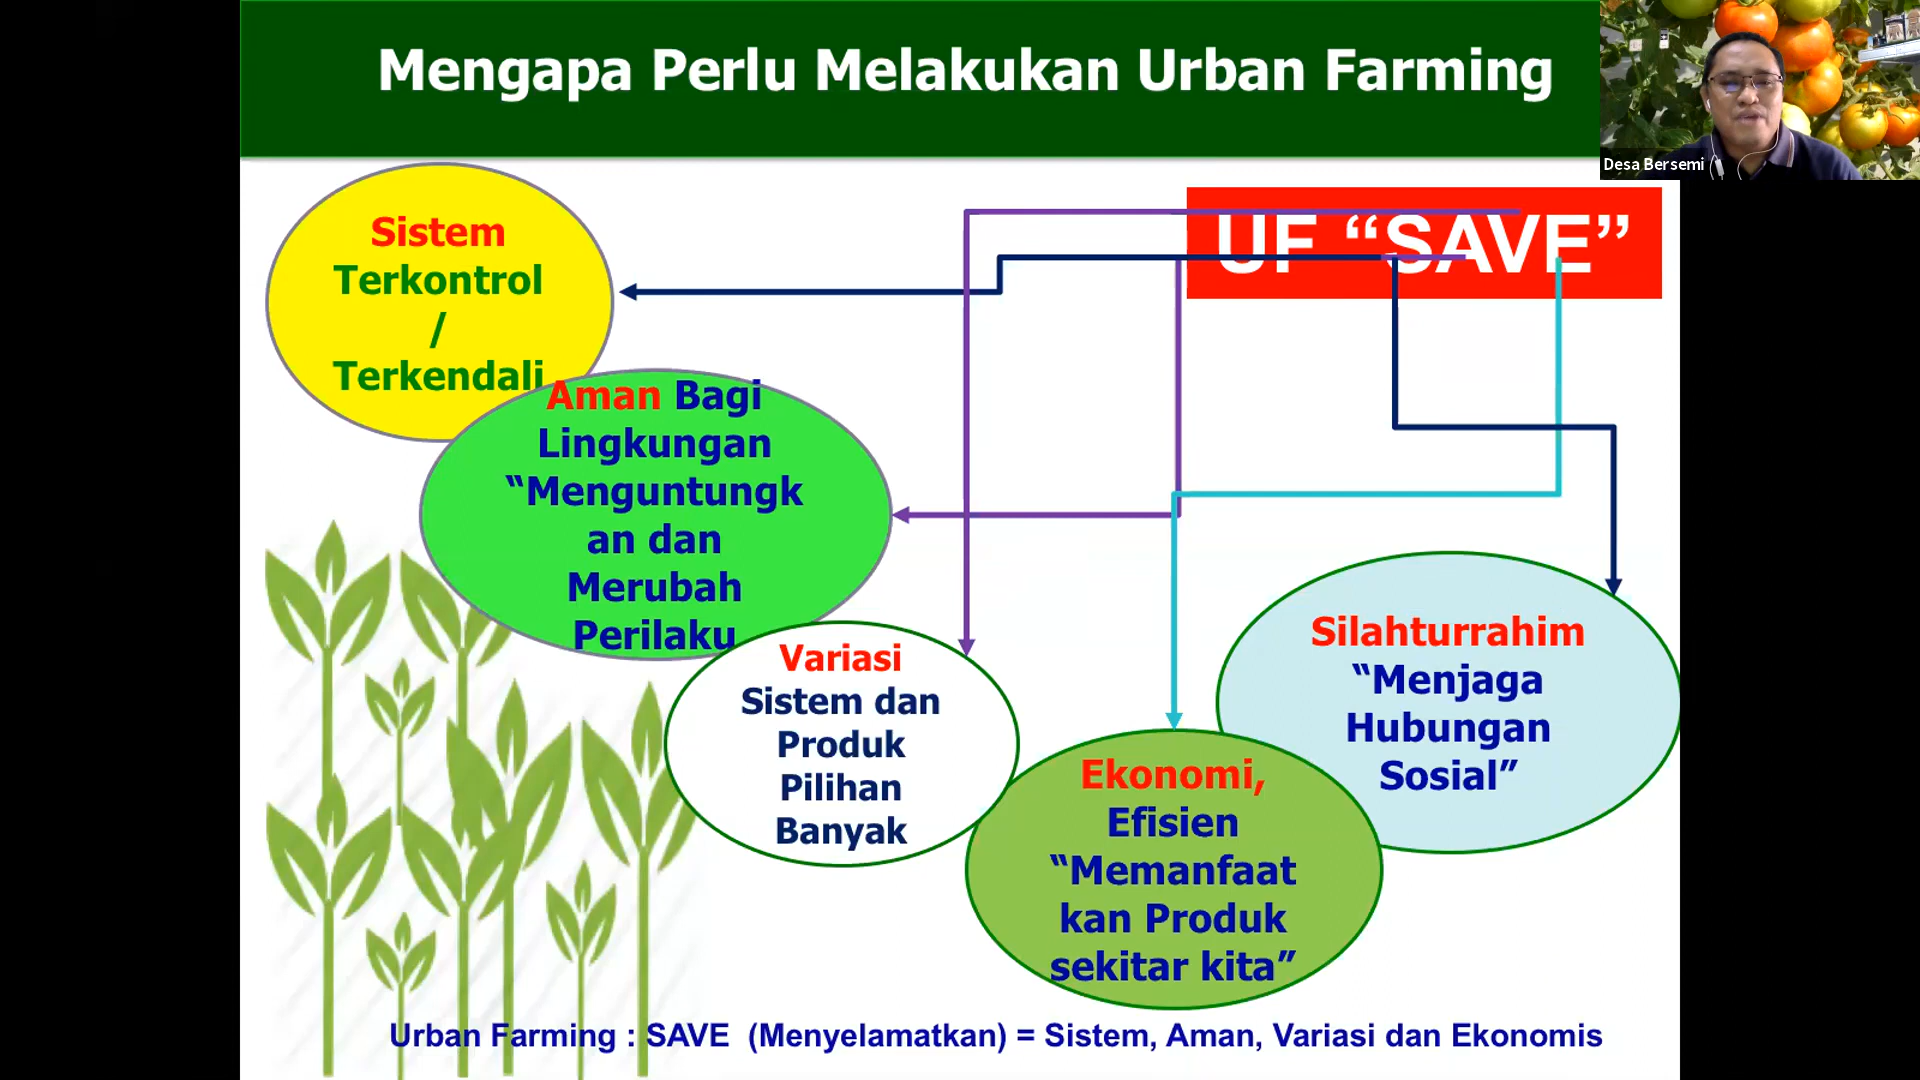 Mengapa Perlu Melakukan Urban Farming
Desa Bersemi
UF “SAVE”
Sistem
Terkontrol
/
Terkendali
Aman Bagi
Lingkungan
“Menguntungk
an dan
Merubah
Perilaku
Variasi
Sistem dan
Produk
Pilihan
Banyak
Ekonomi,
Efisien
“Memanfaat
kan Produk
sekitar kita”
Silahturrahim
“Menjaga
Hubungan
Sosial”
Urban Farming : SAVE (Menyelamatkan) = Sistem, Aman, Variasi dan Ekonomis